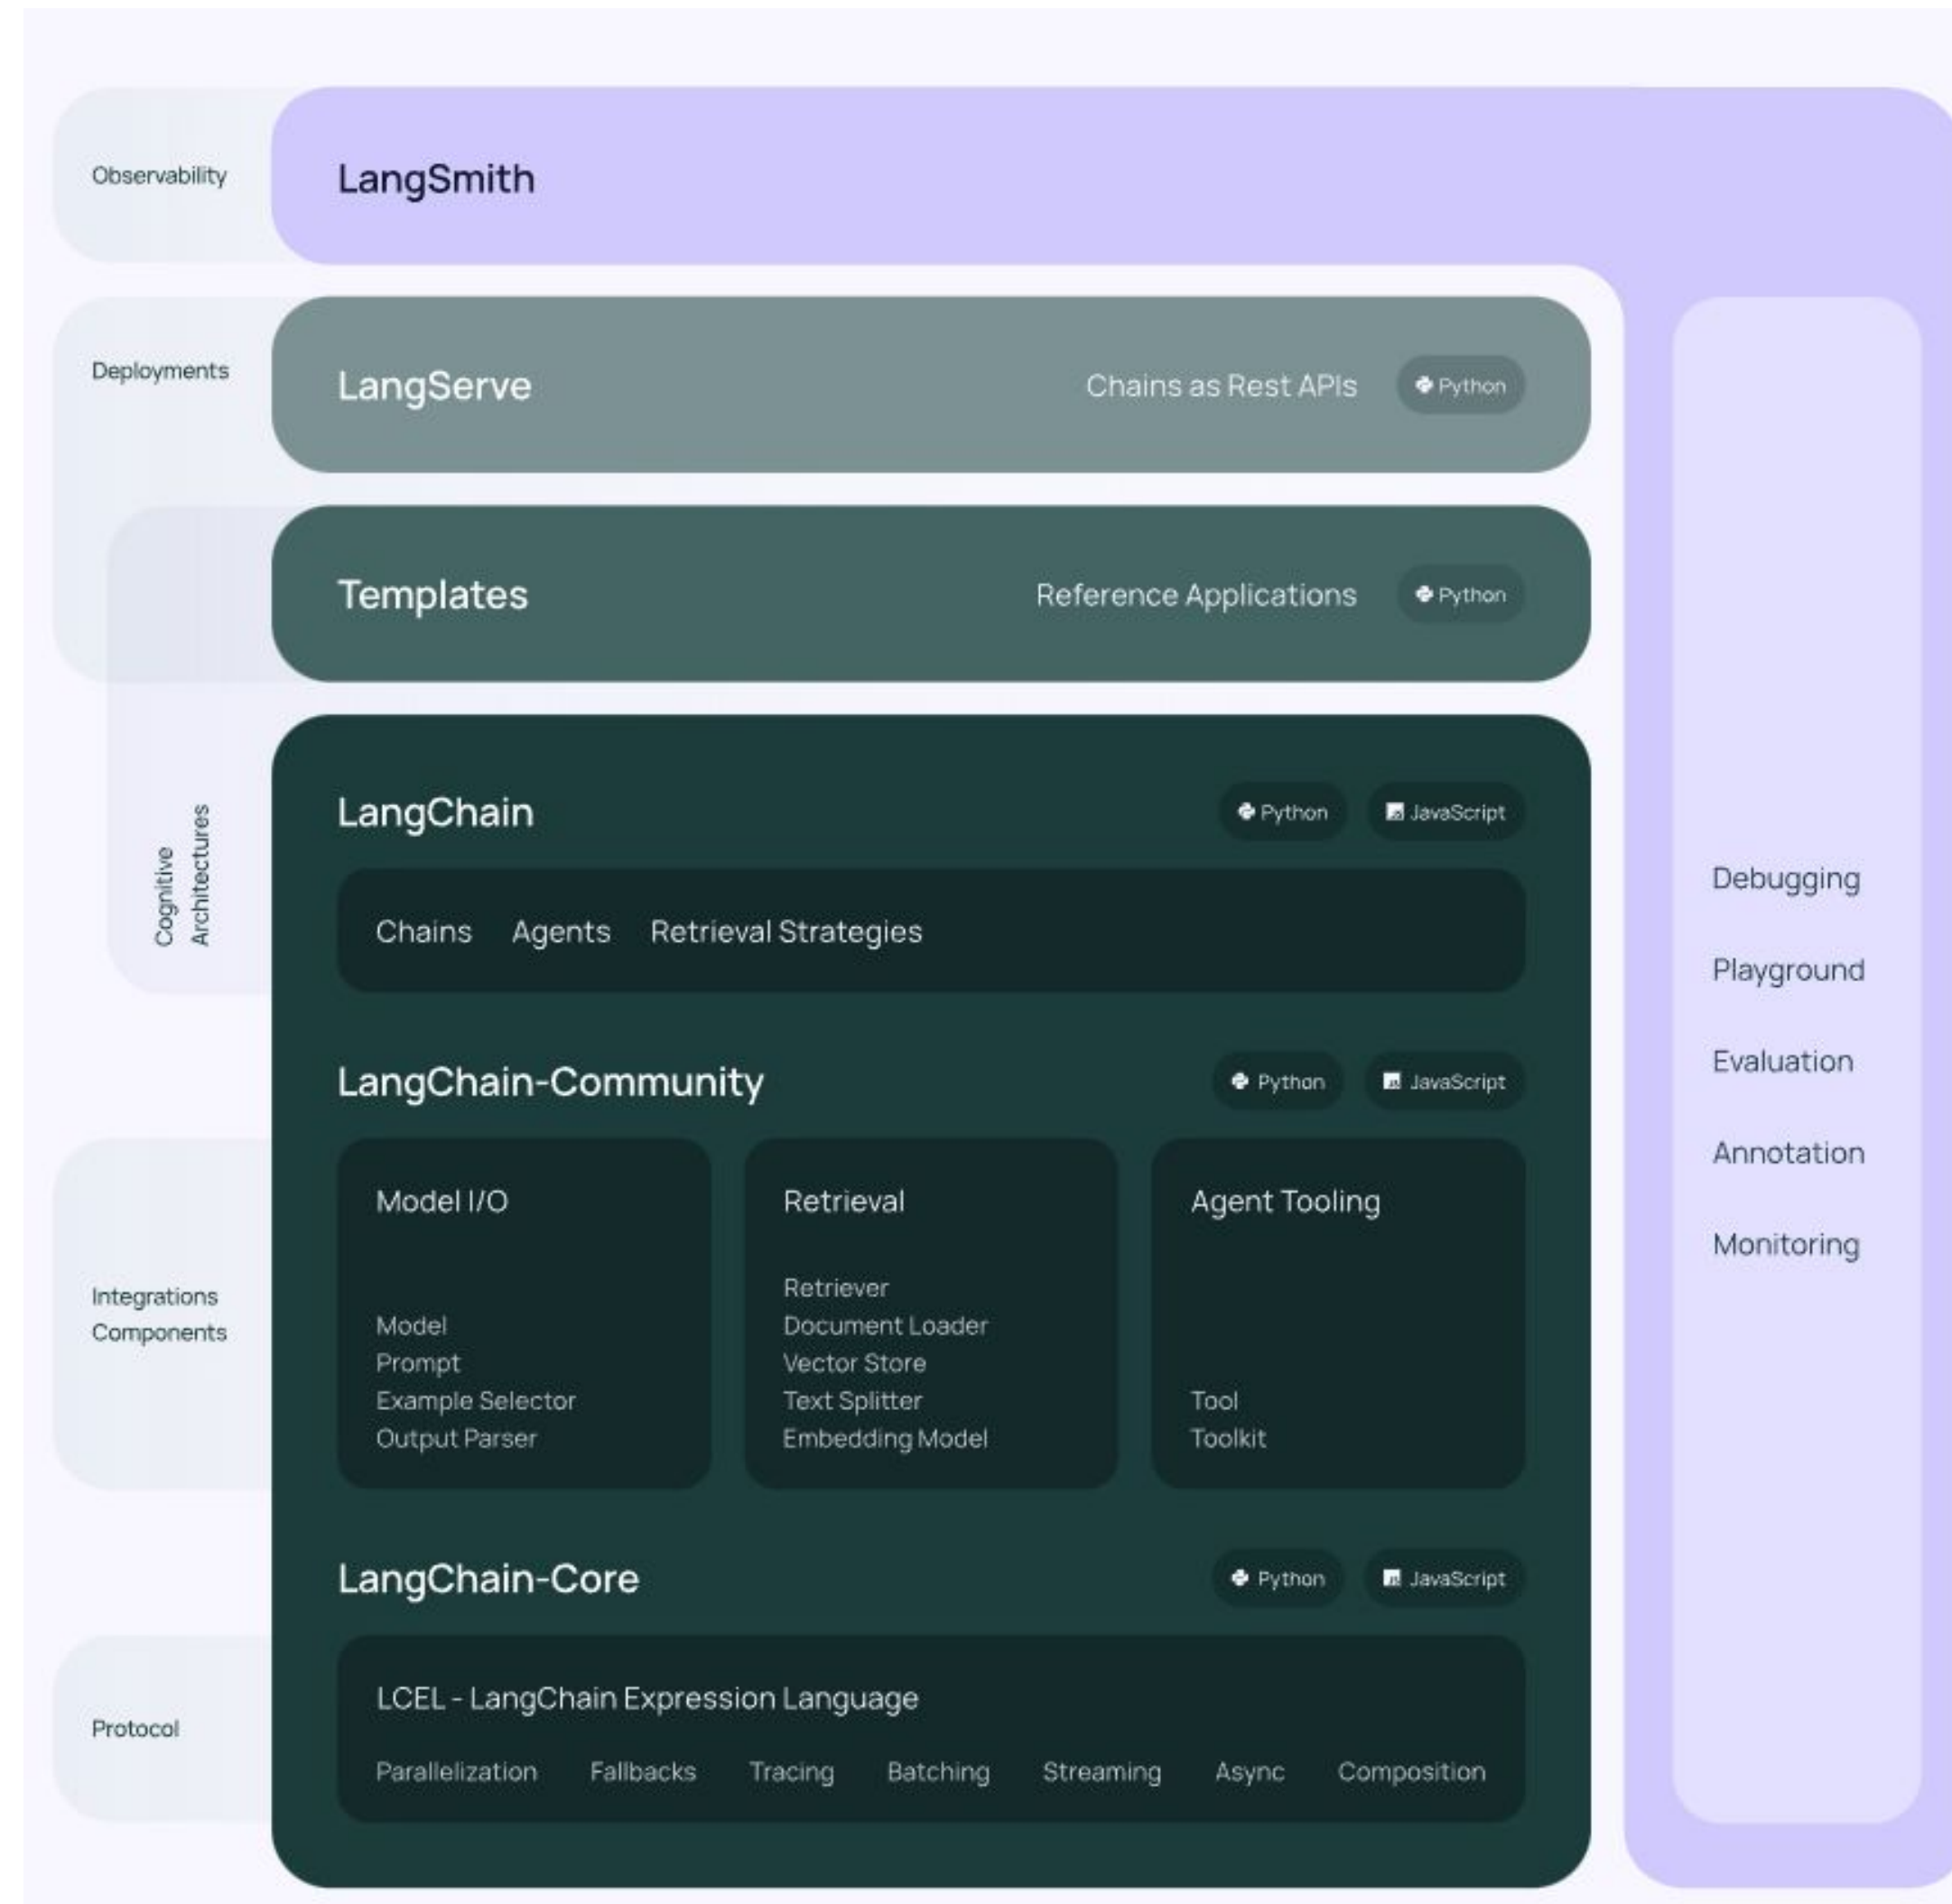 Observability
LangSmith
Deployments
LangServe
Chains as Rest APIs
Python
Templates
Reference Applications
Python
Cognitive
Architectures
LangChain
Python
JavaScript
Chains Agents Retrieval Strategies
LangChain-Community
Python
JavaScript
Integrations
Components
Model I/O
Model
Prompt
Example Selector
Output Parser
Retrieval
Retriever
Document Loader
Vector Store
Text Splitter
Embedding Model
Agent Tooling
Tool
Toolkit
LangChain-Core
Python
JavaScript
Protocol
LCEL - LangChain Expression Language
Parallelization Fallbacks Tracing Batching Streaming Async Composition
Debugging
Playground
Evaluation
Annotation
Monitoring